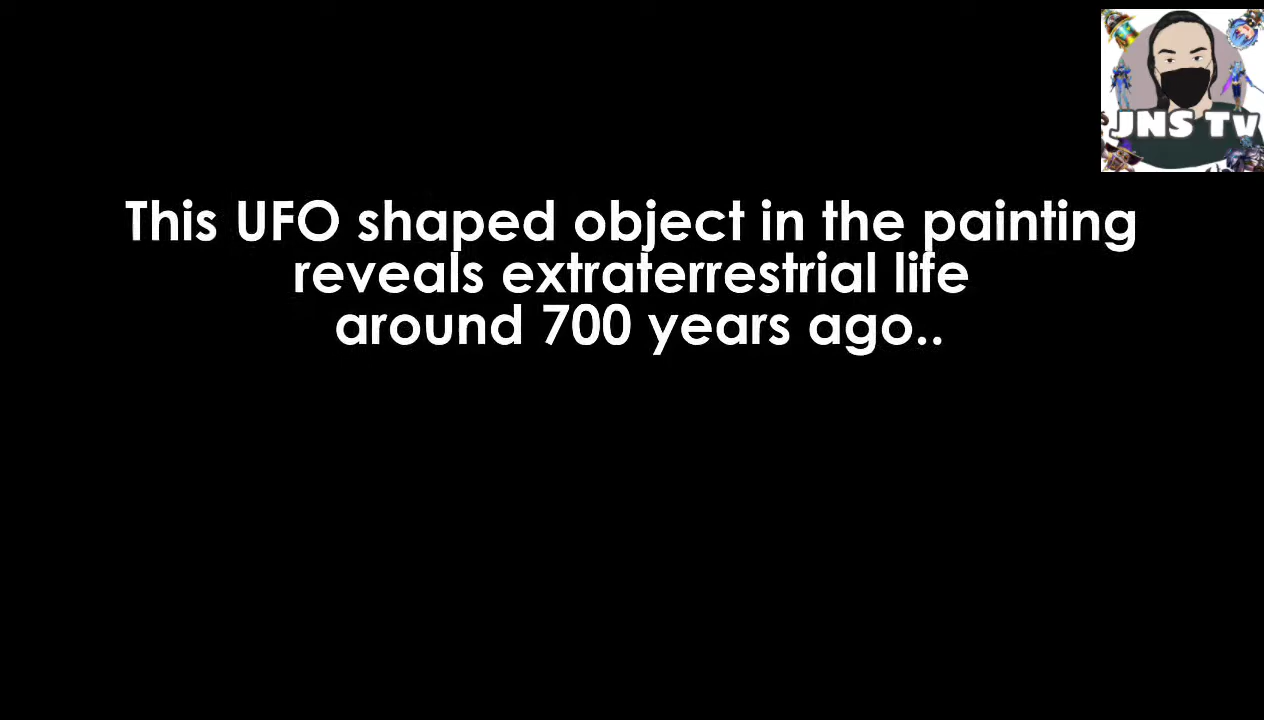 JNS Tv
This UFO shaped object in the painting
reveals extraterrestrial life
around 700 years ago..